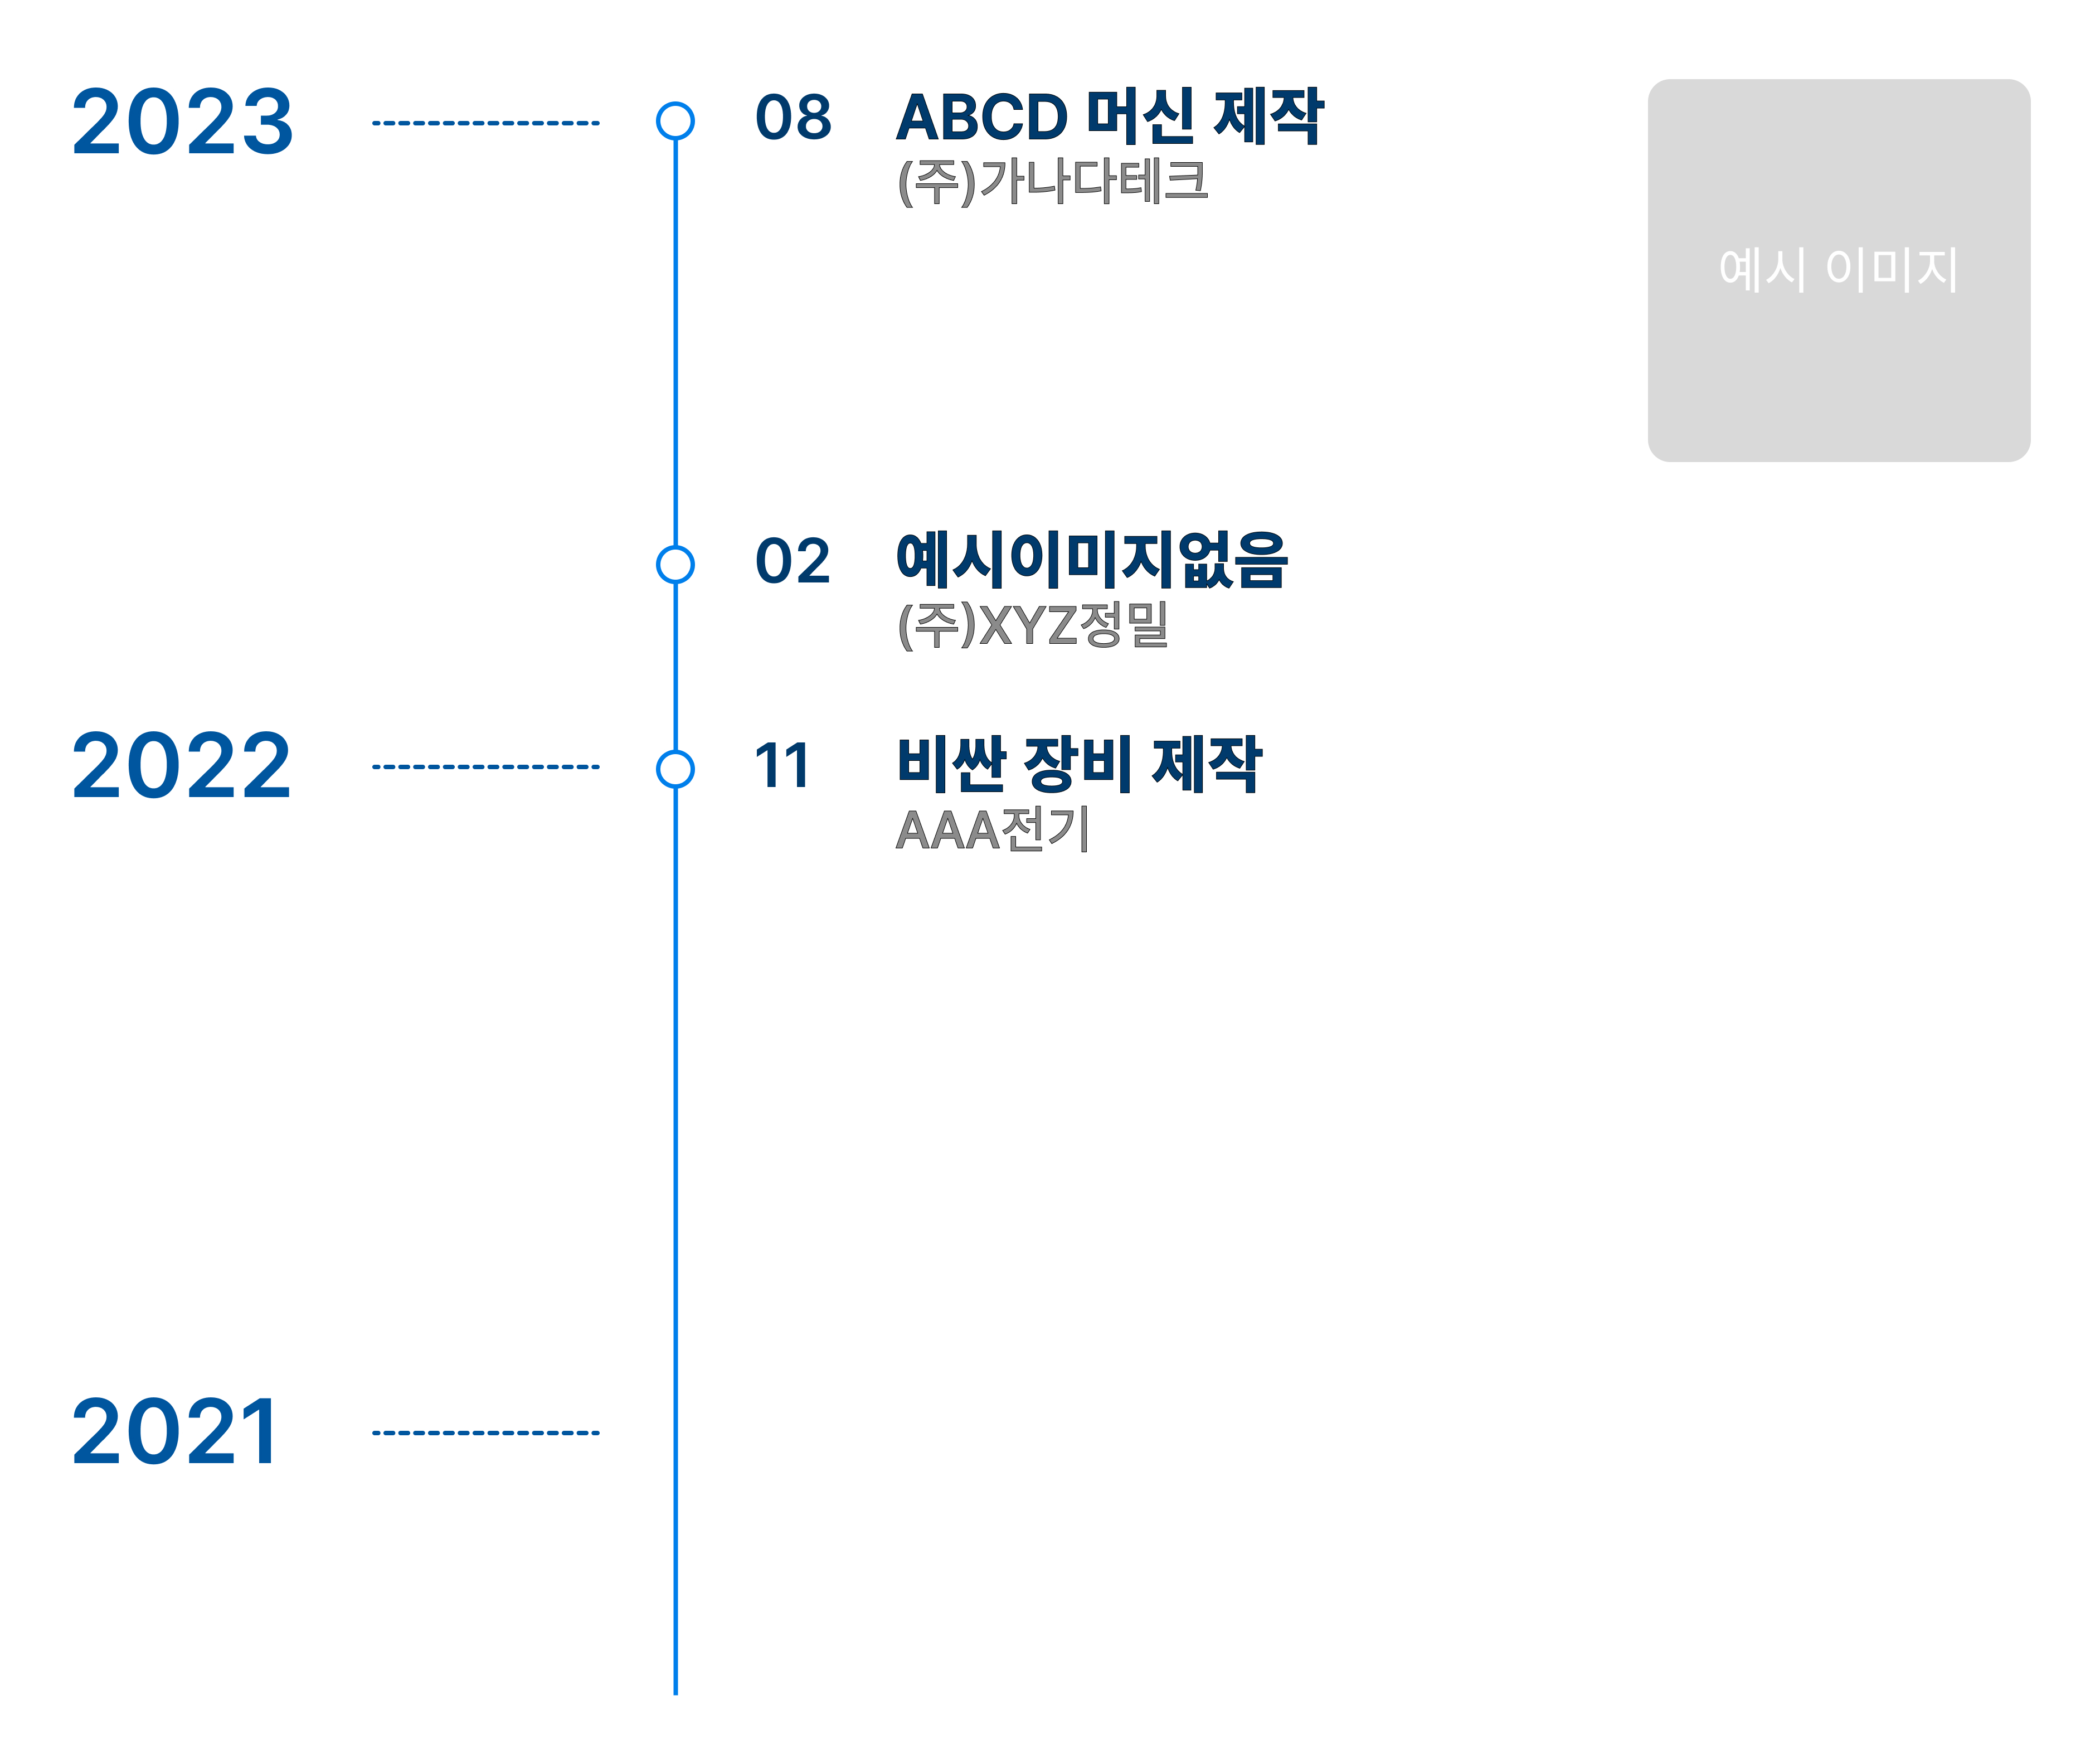 2023
08 ABCD 머신 제작
(주)가나다테크
예시 이미지
02 예시이미지없음
(주)XYZ정밀
2022
11 비싼 장비 제작
AAA전기
2021